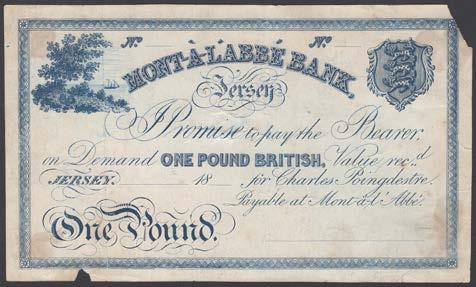 No. No.
MONT-À-L'ABBÉ BANK,
Jersey
I Promise to pay the Bearer,
on Demand ONE POUND BRITISH, Value rec.d
JERSEY. 18 for Charles Poingdestre.
Payable at Mont à l'Abbé.
One Pound.